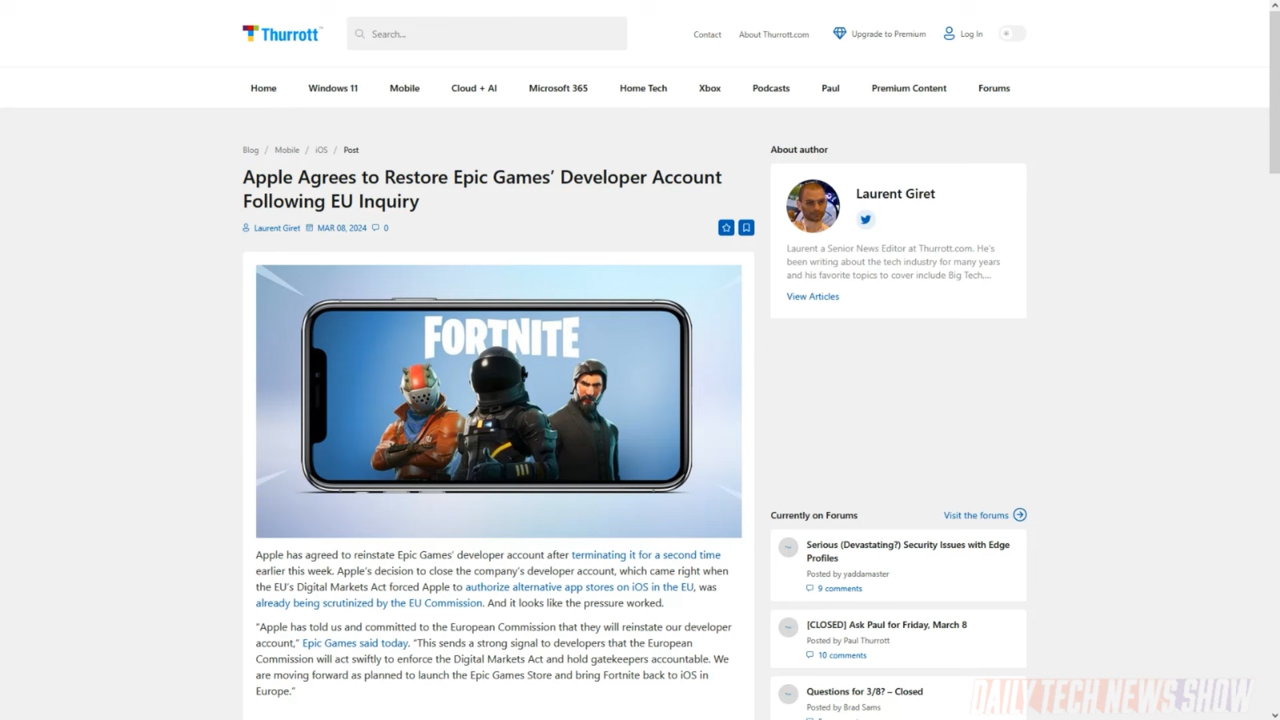 Thurrott
Search...
Contact
About Thurrott.com
Upgrade to Premium
Log In
Home
Windows 11
Mobile
Cloud + AI
Microsoft 365
Home Tech
Xbox
Podcasts
Paul
Premium Content
Forums
Blog / Mobile / iOS / Post
Apple Agrees to Restore Epic Games' Developer Account
Following EU Inquiry
Laurent Giret MAR 08, 2024 0
FORTNITE
Apple has agreed to reinstate Epic Games' developer account after terminating it for a second time
earlier this week. Apple's decision to close the company's developer account, which came right when
the EU's Digital Markets Act forced Apple to authorize alternative app stores on iOS in the EU, was
already being scrutinized by the EU Commission. And it looks like the pressure worked.
"Apple has told us and committed to the European Commission that they will reinstate our developer
account," Epic Games said today. "This sends a strong signal to developers that the European
Commission will act swiftly to enforce the Digital Markets Act and hold gatekeepers accountable. We
are moving forward as planned to launch the Epic Games Store and bring Fortnite back to iOS in
Europe."
About author
Laurent Giret
Laurent a Senior News Editor at Thurrott.com. He's
been writing about the tech industry for many years
and his favorite topics to cover include Big Tech,...
View Articles
Currently on Forums
Visit the forums
Serious (Devastating?) Security Issues with Edge
Profiles
Posted by yaddamaster
9 comments
[CLOSED] Ask Paul for Friday, March 8
Posted by Paul Thurrott
10 comments
Questions for 3/8? – Closed
Posted by Brad Sams
DAILY TECH NEWS SHOW